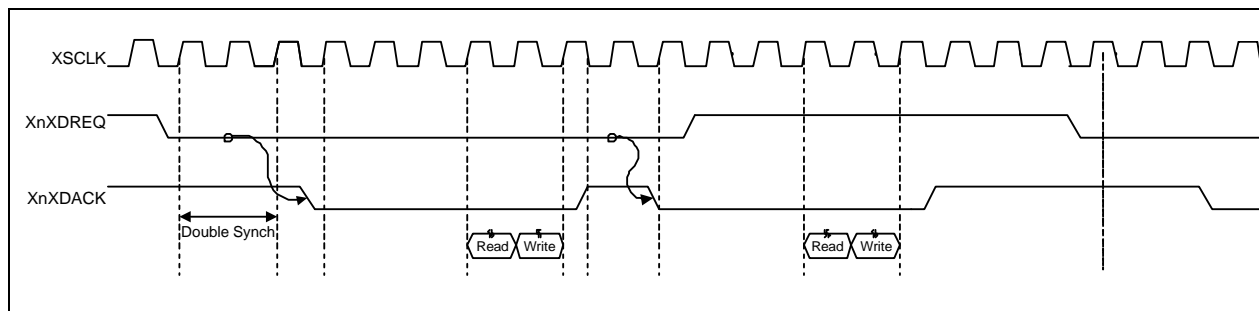 XSCLK
XnXDREQ
XnXDACK
Double Synch
Read Write Read Write